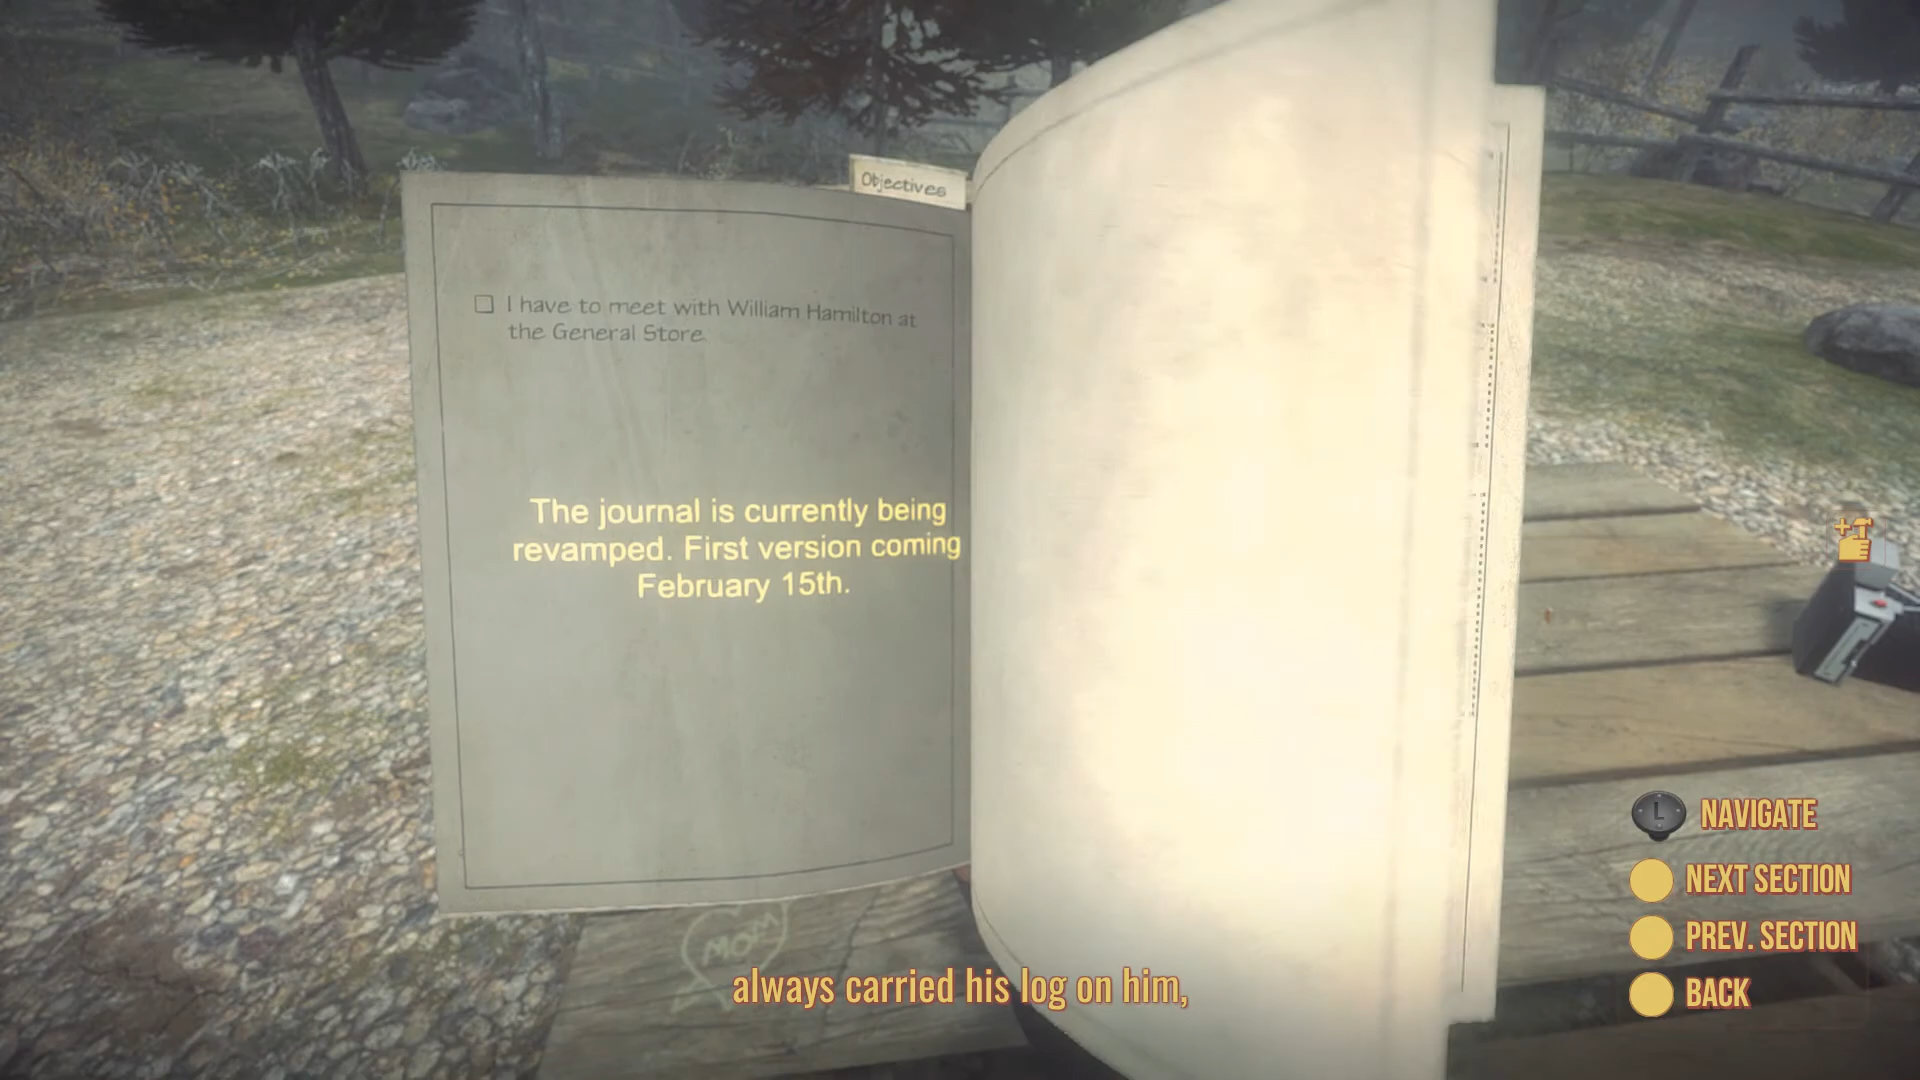 Objectives
I have to meet with William Hamilton at
the General Store.
The journal is currently being
revamped. First version coming
February 15th.
MOM
always carried his log on him,
L
NAVIGATE
NEXT SECTION
PREV. SECTION
BACK